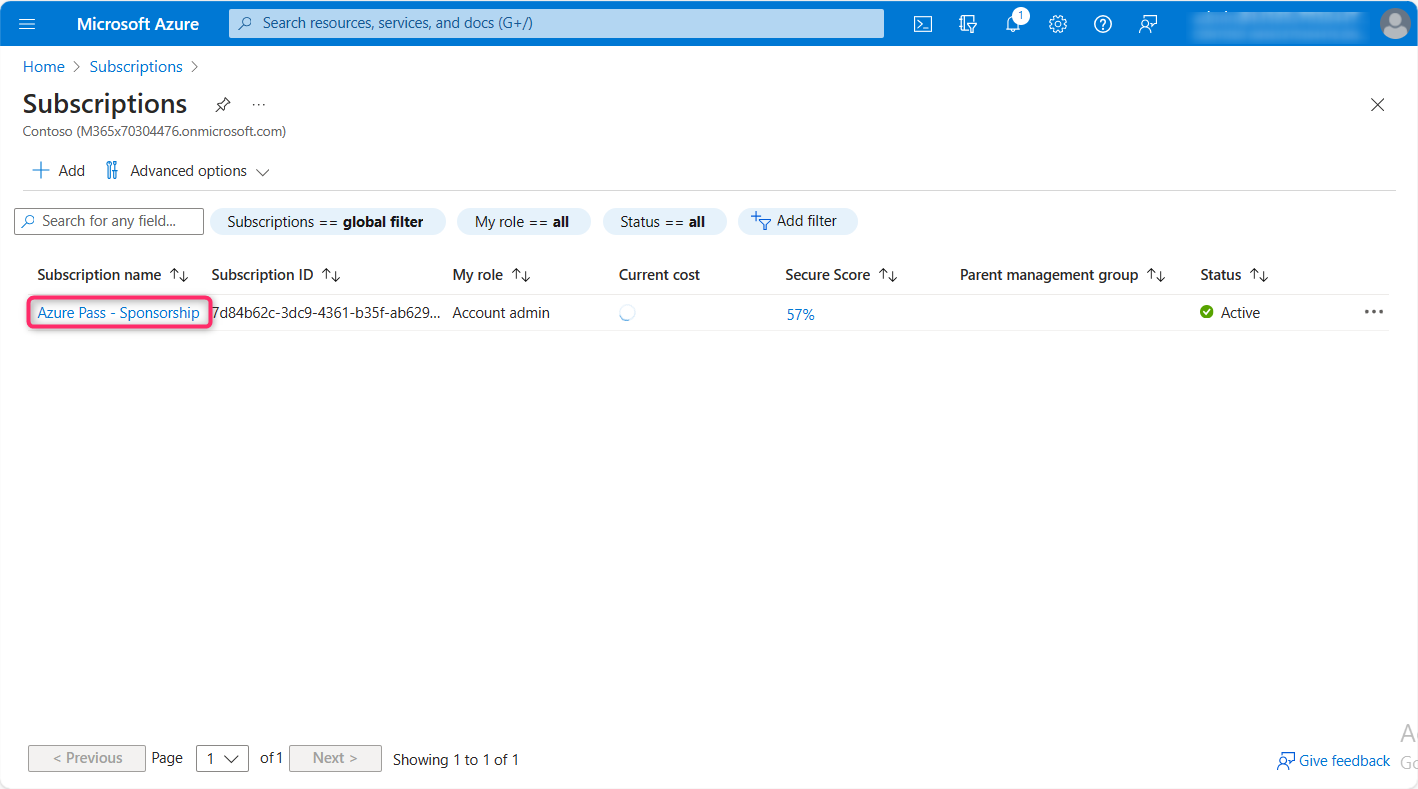 Microsoft Azure
Search resources, services, and docs (G+/)
1
Home > Subscriptions >
Subscriptions
Contoso (M365x70304476.onmicrosoft.com)
Add
Advanced options
Search for any field...
Subscriptions == global filter
My role == all
Status == all
Add filter
Subscription name Subscription ID My role Current cost Secure Score Parent management group Status
Azure Pass - Sponsorship 7d84b62c-3dc9-4361-b35f-ab629... Account admin 57% Active
< Previous Page 1 of 1 Next > Showing 1 to 1 of 1
Give feedback